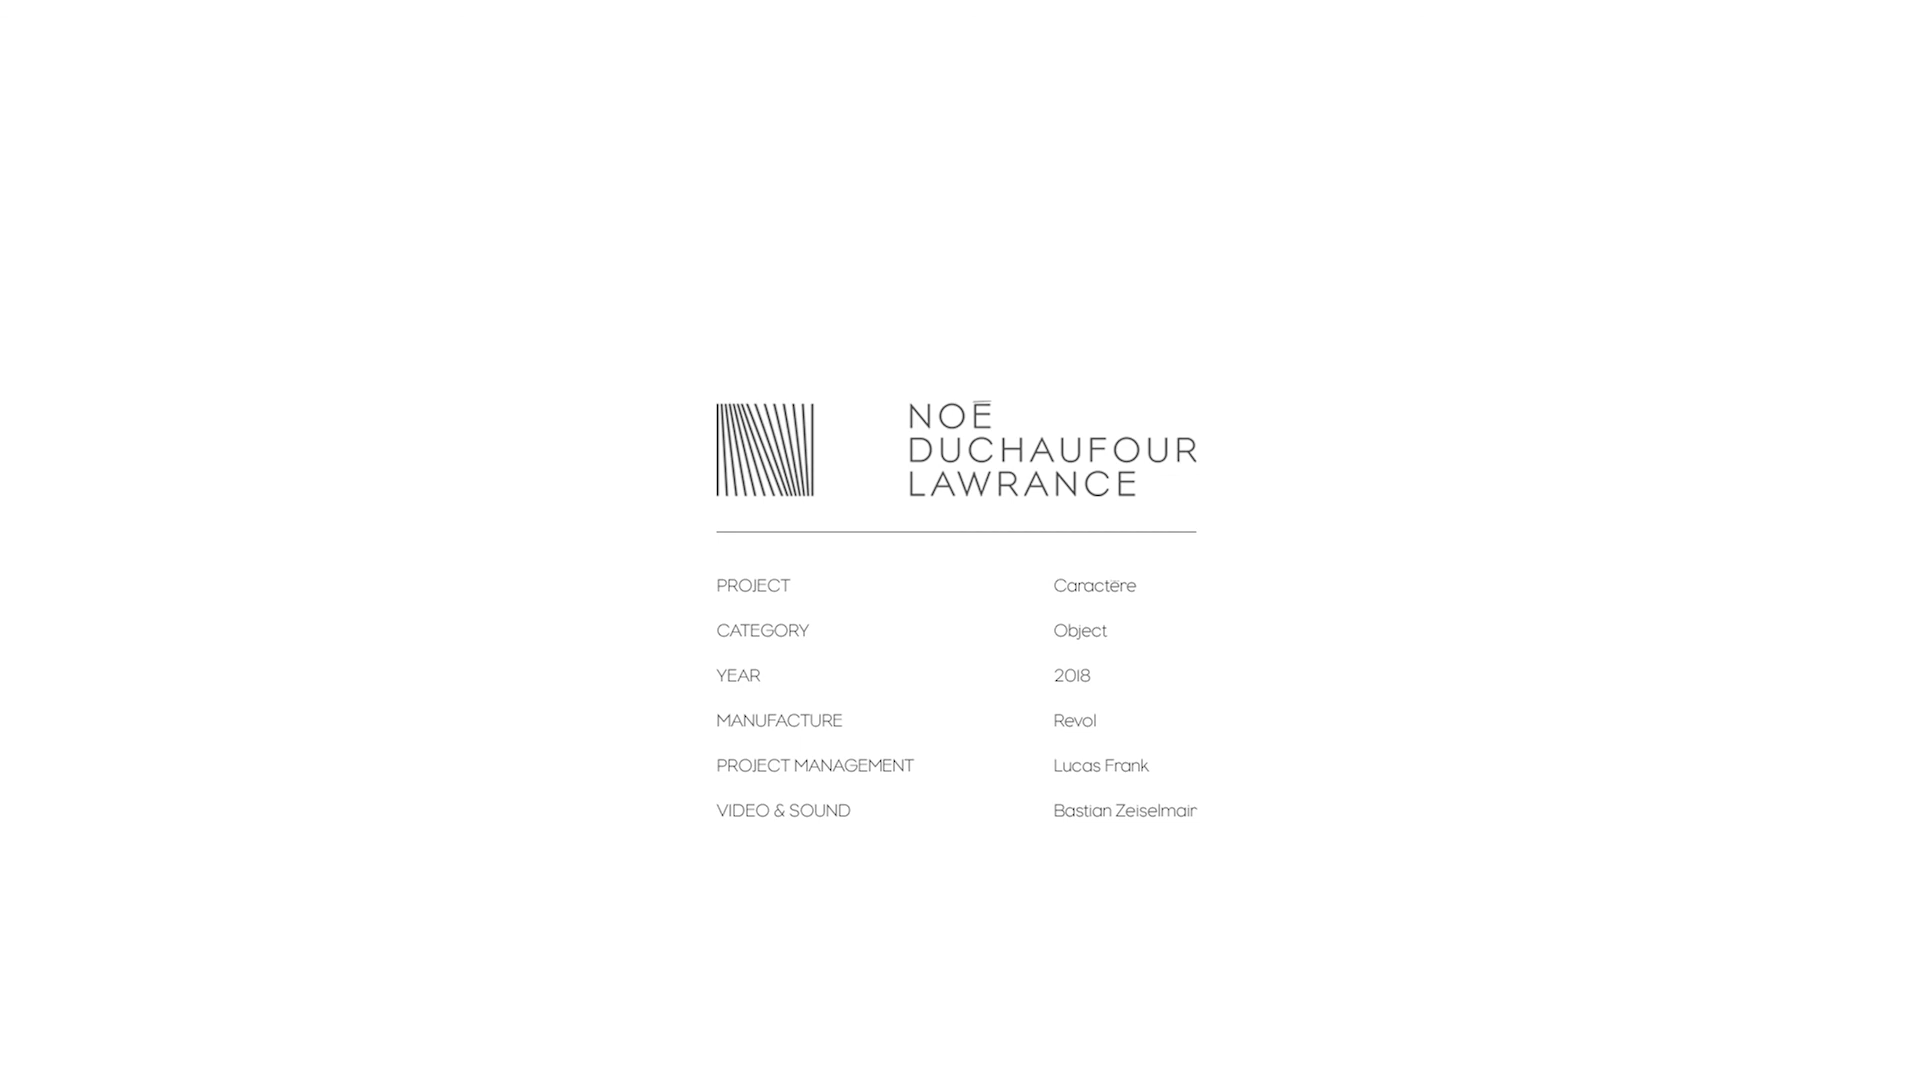 NOĒ
DUCHAUFOUR
LAWRANCE
PROJECT Caractēre
CATEGORY Object
YEAR 2018
MANUFACTURE Revol
PROJECT MANAGEMENT Lucas Frank
VIDEO & SOUND Bastian Zeiselmair